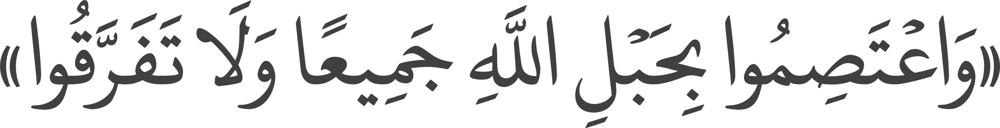 ((وَاعْتَصِمُوا بِحَبْلِ اللَّهِ جَمِيعًا وَلَا تَفَرَّقُوا))